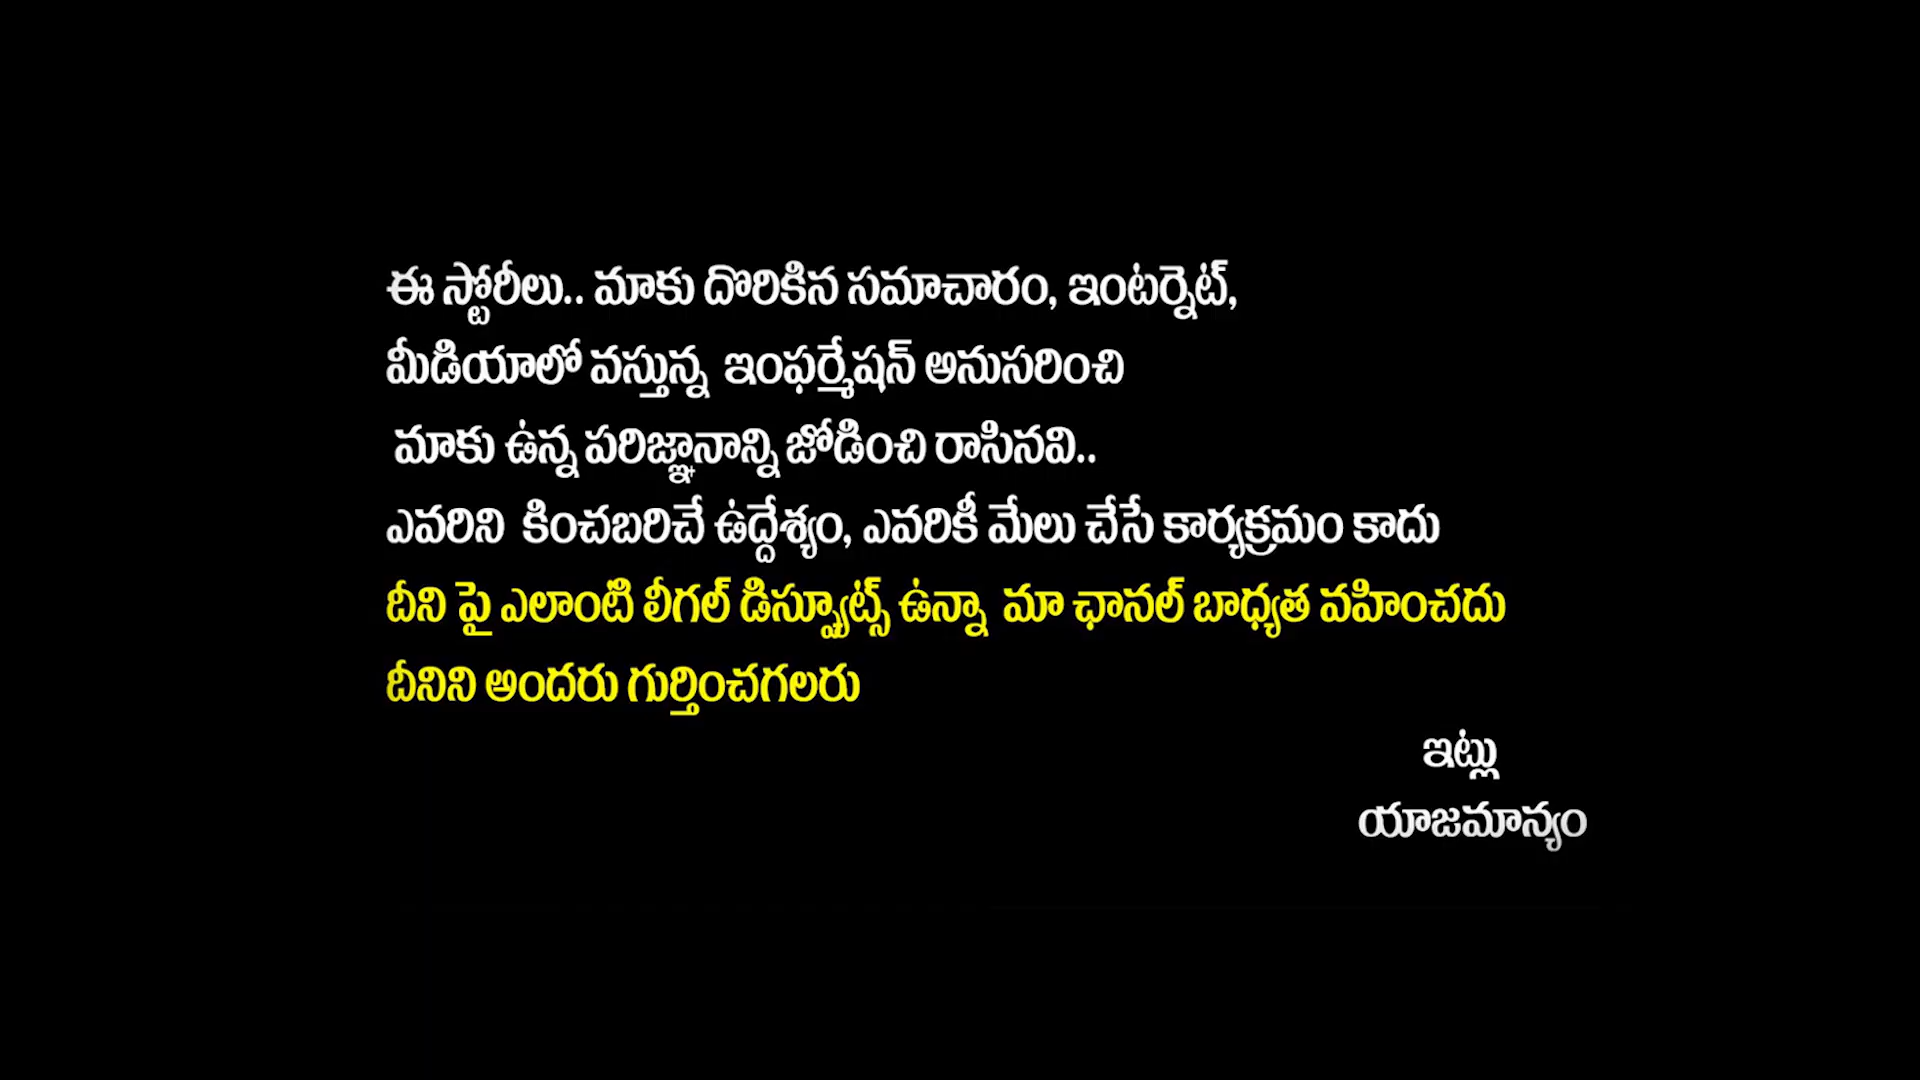 ఈ స్టోరీలు.. మాకు దొరికిన సమాచారం, ఇంటర్నెట్,
మీడియాలో వస్తున్న ఇంఫర్మేషన్ అనుసరించి
మాకు ఉన్న పరిజ్ఞానాన్ని జోడించి రాసినవి..
ఎవరిని కించబరిచే ఉద్దేశ్యం, ఎవరికీ మేలు చేసే కార్యక్రమం కాదు
దీని పై ఎలాంటి లీగల్ డిస్ప్యూట్స్ ఉన్నా మా ఛానల్ బాధ్యత వహించదు
దీనిని అందరు గుర్తించగలరు
ఇట్లు
యాజమాన్యం